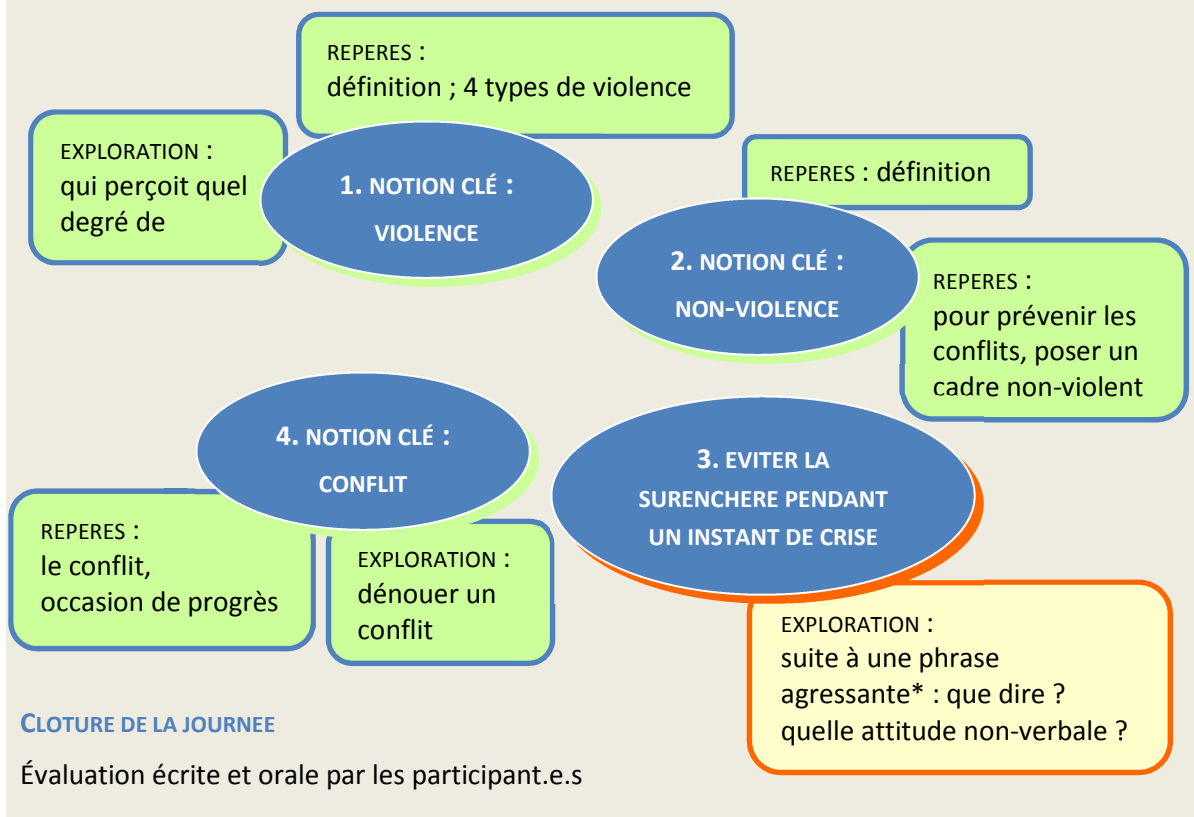 REPERES :
définition ; 4 types de violence
EXPLORATION :
qui perçoit quel
degré de
1. NOTION CLÉ :
VIOLENCE
REPERES : définition
2. NOTION CLÉ :
NON-VIOLENCE
REPERES :
pour prévenir les
conflits, poser un
cadre non-violent
3. EVITER LA
SURENCHERE PENDANT
UN INSTANT DE CRISE
EXPLORATION :
suite à une phrase
agressante* : que dire ?
quelle attitude non-verbale ?
4. NOTION CLÉ :
CONFLIT
REPERES :
le conflit,
occasion de progrès
EXPLORATION :
dénouer un
conflit
CLOTURE DE LA JOURNEE
Évaluation écrite et orale par les participant.e.s